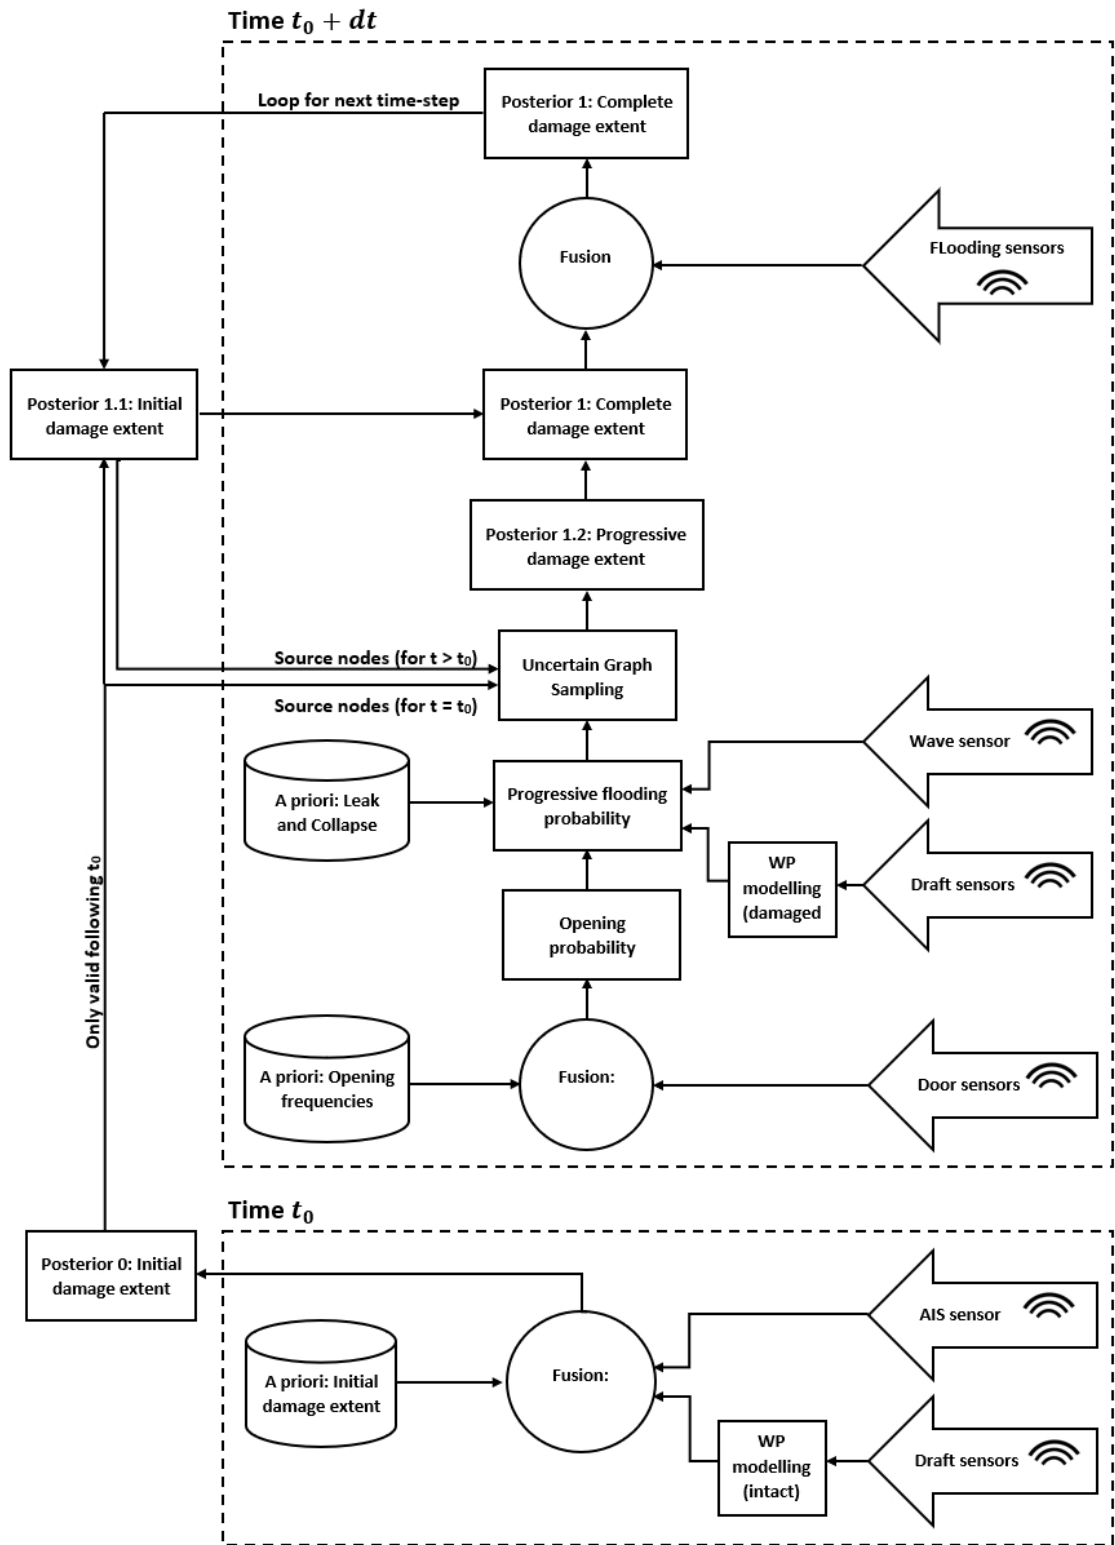 Time t₀ + dt
Loop for next time-step
Posterior 1: Complete
damage extent
Fusion
FLooding sensors
Posterior 1.1: Initial
damage extent
Posterior 1: Complete
damage extent
Posterior 1.2: Progressive
damage extent
Source nodes (for t > t₀)
Source nodes (for t = t₀)
Uncertain Graph
Sampling
Wave sensor
A priori: Leak
and Collapse
Progressive flooding
probability
WP
modelling
(damaged
Draft sensors
Opening
probability
Only valid following t₀
A priori: Opening
frequencies
Fusion:
Door sensors
Time t₀
Posterior 0: Initial
damage extent
AIS sensor
A priori: Initial
damage extent
Fusion:
WP
modelling
(intact)
Draft sensors